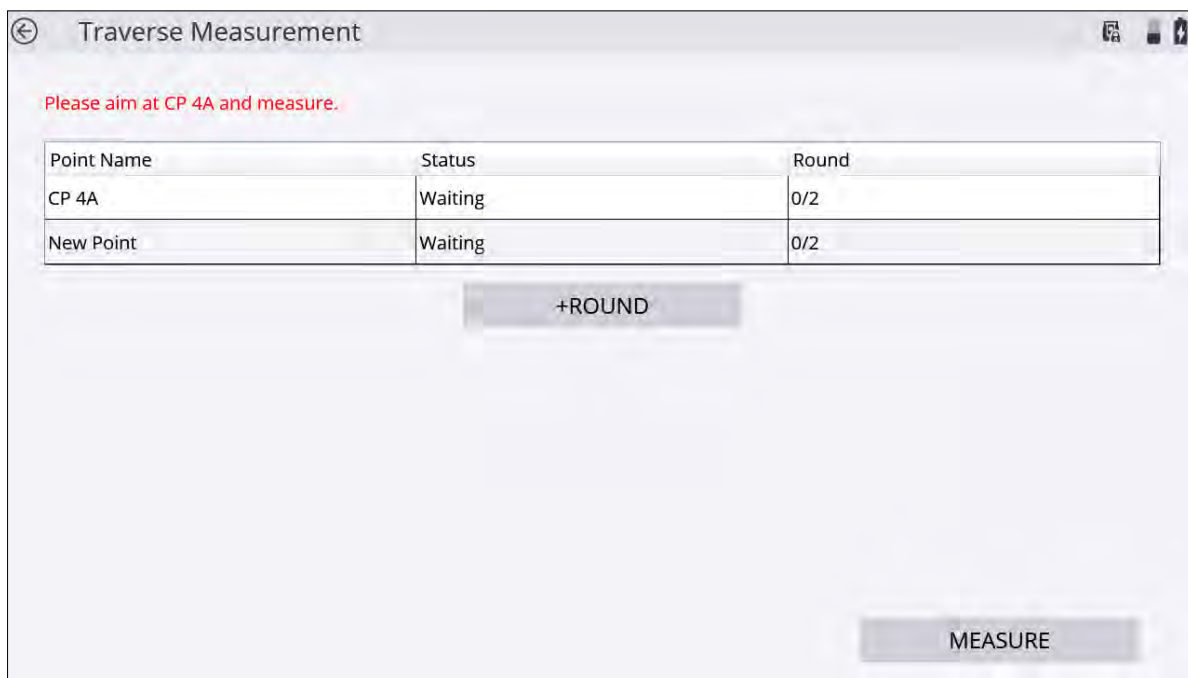 Traverse Measurement
Please aim at CP 4A and measure.
Point Name Status Round
CP 4A Waiting 0/2
New Point Waiting 0/2
+ROUND
MEASURE